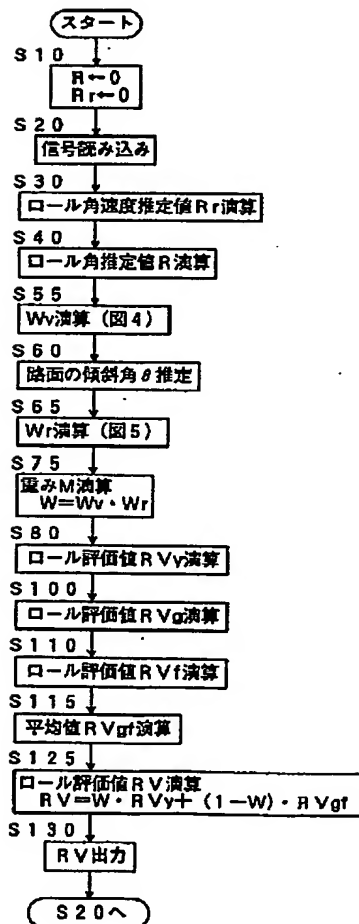 スタート
S10
R←0
Rr←0
S20
信号読み込み
S30
ロール角速度推定値Rr演算
S40
ロール角推定値R演算
S55
Wv演算(図4)
S60
路面の傾斜角θ推定
S65
Wr演算(図5)
S75
重みM演算
W=Wv・Wr
S80
ロール評価値RVy演算
S100
ロール評価値RVg演算
S110
ロール評価値RVf演算
S115
平均値RVgf演算
S125
ロール評価値RV演算
RV=W・RVy+(1-W)・RVgf
S130
RV出力
S20へ